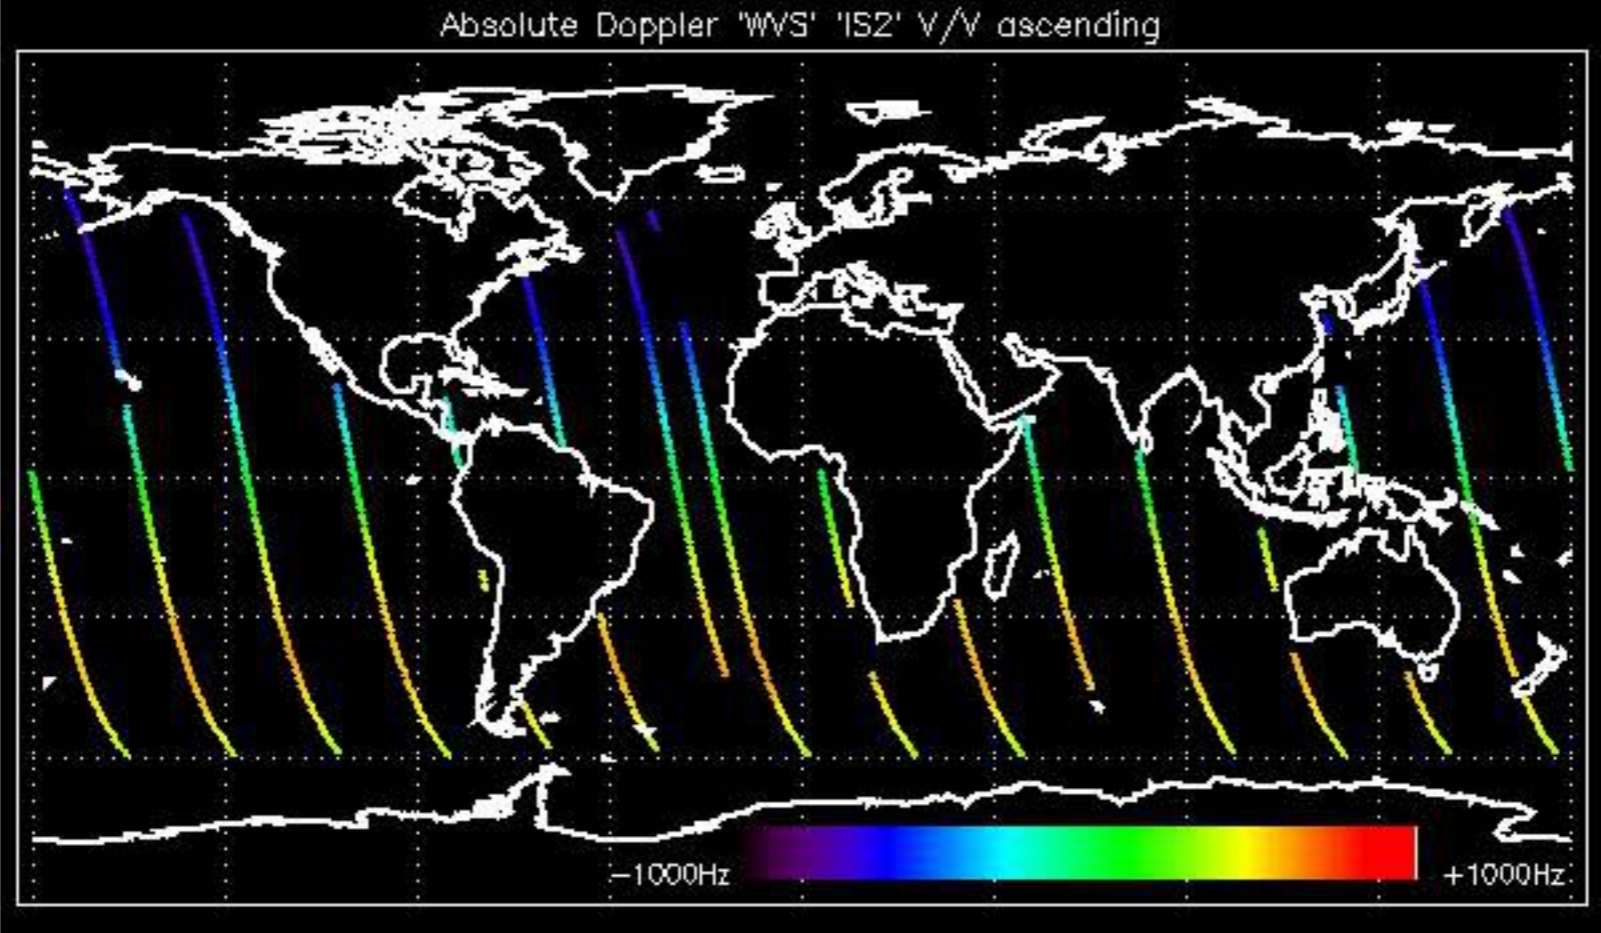 Absolute Doppler 'WVS' 'IS2' V/V ascending
-1000Hz +1000Hz